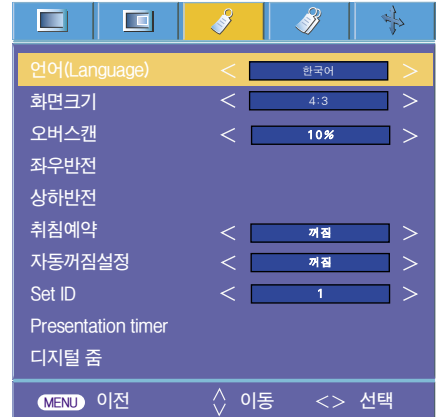 언어(Language) < 한국어 >
화면크기 < 4:3 >
오버스캔 < 10% >
좌우반전
상하반전
취침예약 < 꺼짐 >
자동꺼짐설정 < 꺼짐 >
Set ID < 1 >
Presentation timer
디지털 줌
MENU 이전 이동 <> 선택